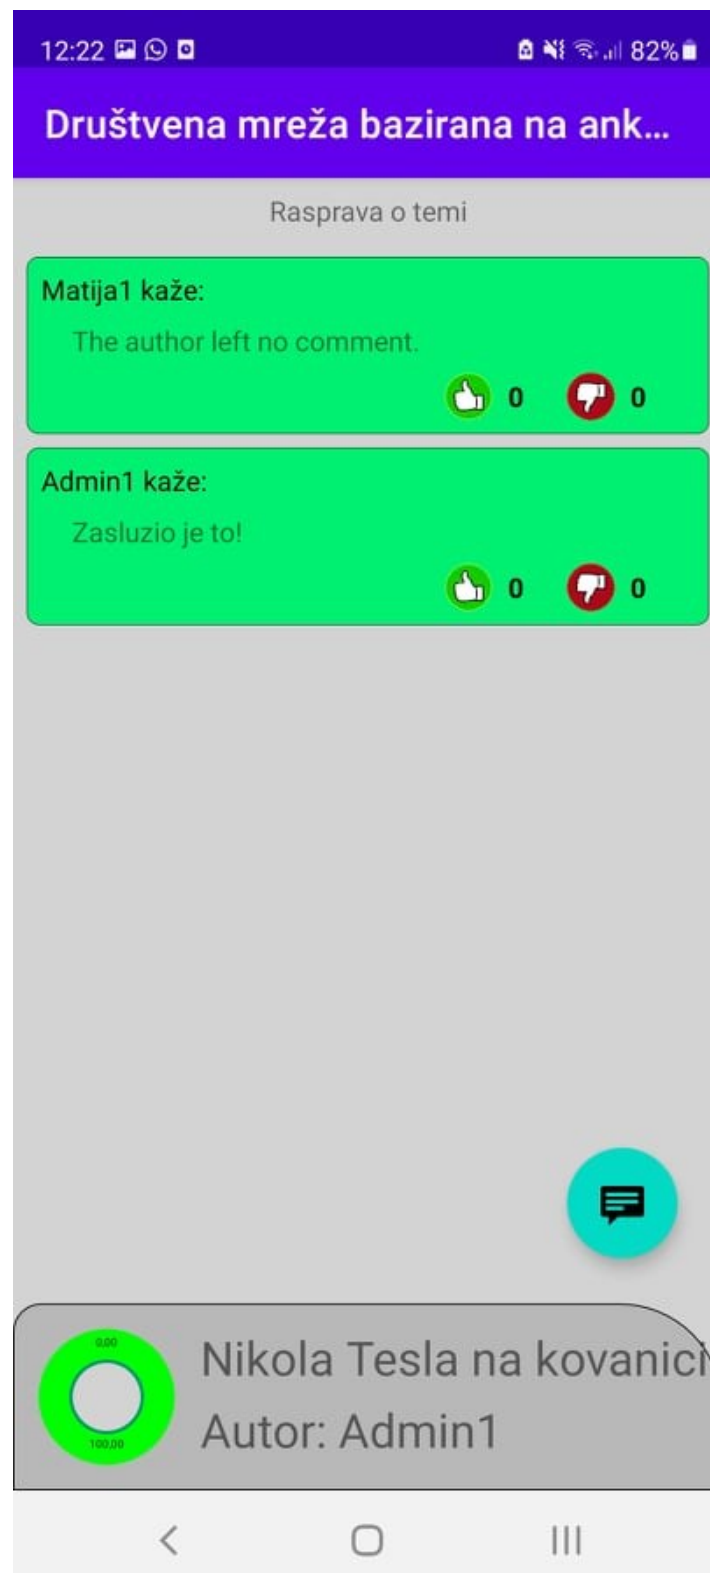 12:22 82%
Društvena mreža bazirana na ank...
Rasprava o temi
Matija1 kaže:
The author left no comment.
0 0
Admin1 kaže:
Zasluzio je to!
0 0
0,00
Nikola Tesla na kovanici
Autor: Admin1
100,00